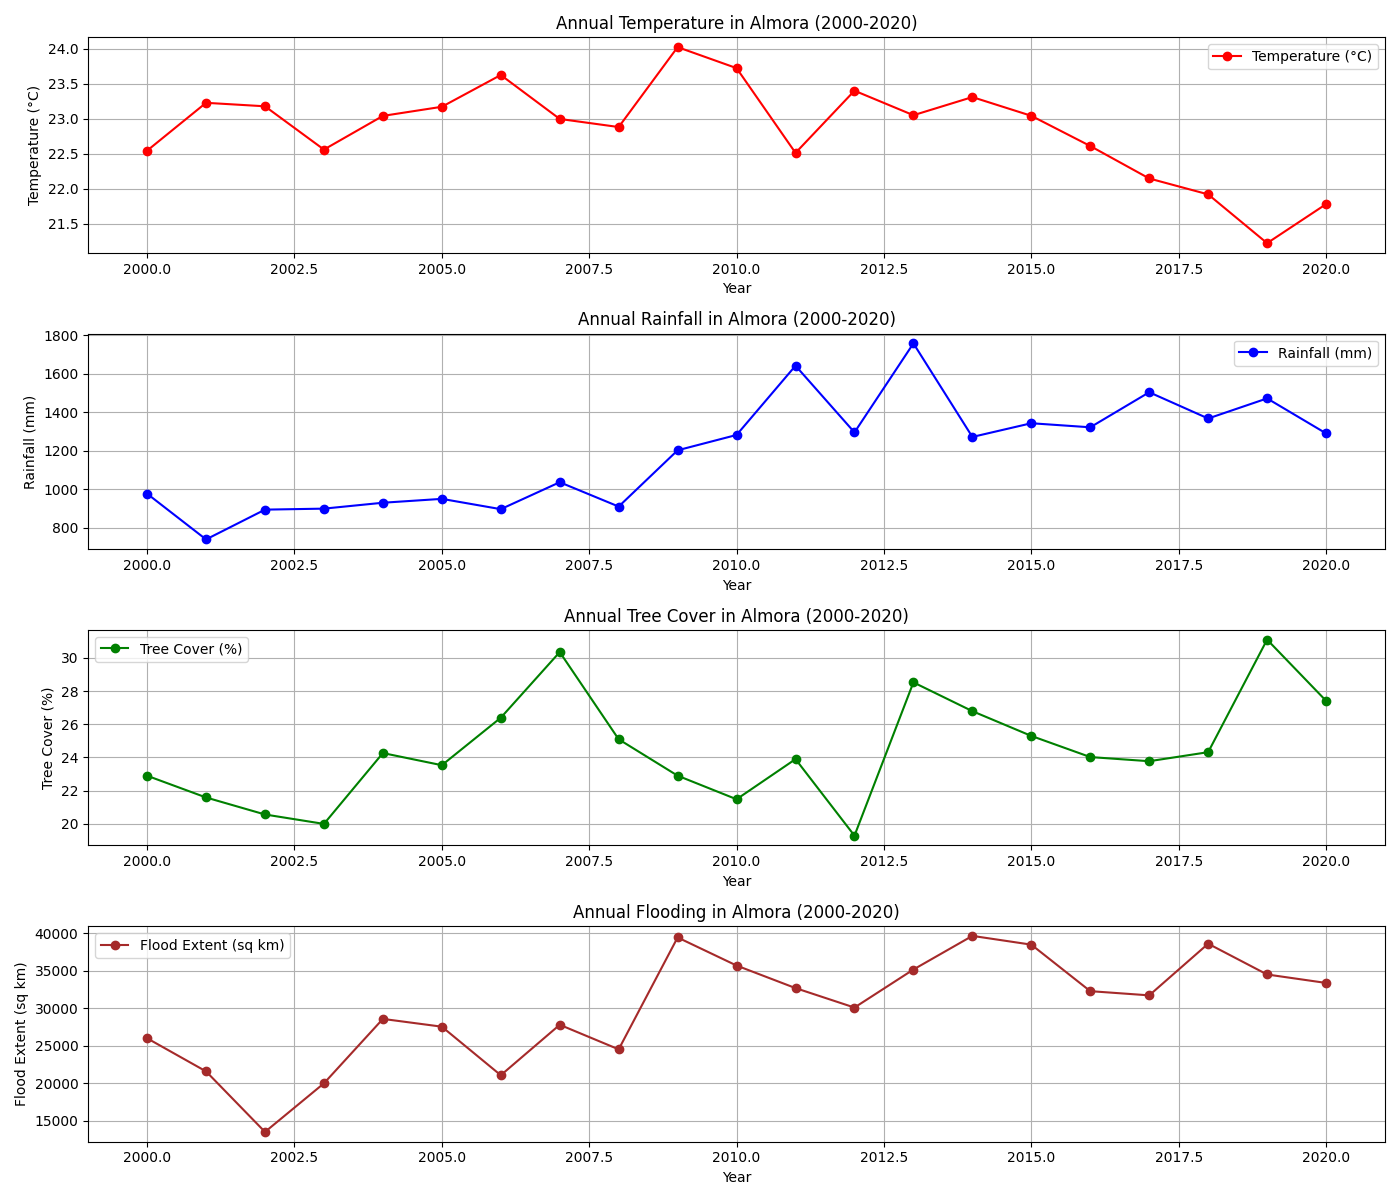 Annual Temperature in Almora (2000-2020)
Temperature (°C)
24.0
23.5
23.0
22.5
22.0
21.5
Temperature (°C)
2000.0 2002.5 2005.0 2007.5 2010.0 2012.5 2015.0 2017.5 2020.0
Year
Annual Rainfall in Almora (2000-2020)
Rainfall (mm)
1800
1600
1400
1200
1000
800
Rainfall (mm)
2000.0 2002.5 2005.0 2007.5 2010.0 2012.5 2015.0 2017.5 2020.0
Year
Annual Tree Cover in Almora (2000-2020)
Tree Cover (%)
30
28
26
24
22
20
Tree Cover (%)
2000.0 2002.5 2005.0 2007.5 2010.0 2012.5 2015.0 2017.5 2020.0
Year
Annual Flooding in Almora (2000-2020)
Flood Extent (sq km)
40000
35000
30000
25000
20000
15000
Flood Extent (sq km)
2000.0 2002.5 2005.0 2007.5 2010.0 2012.5 2015.0 2017.5 2020.0
Year